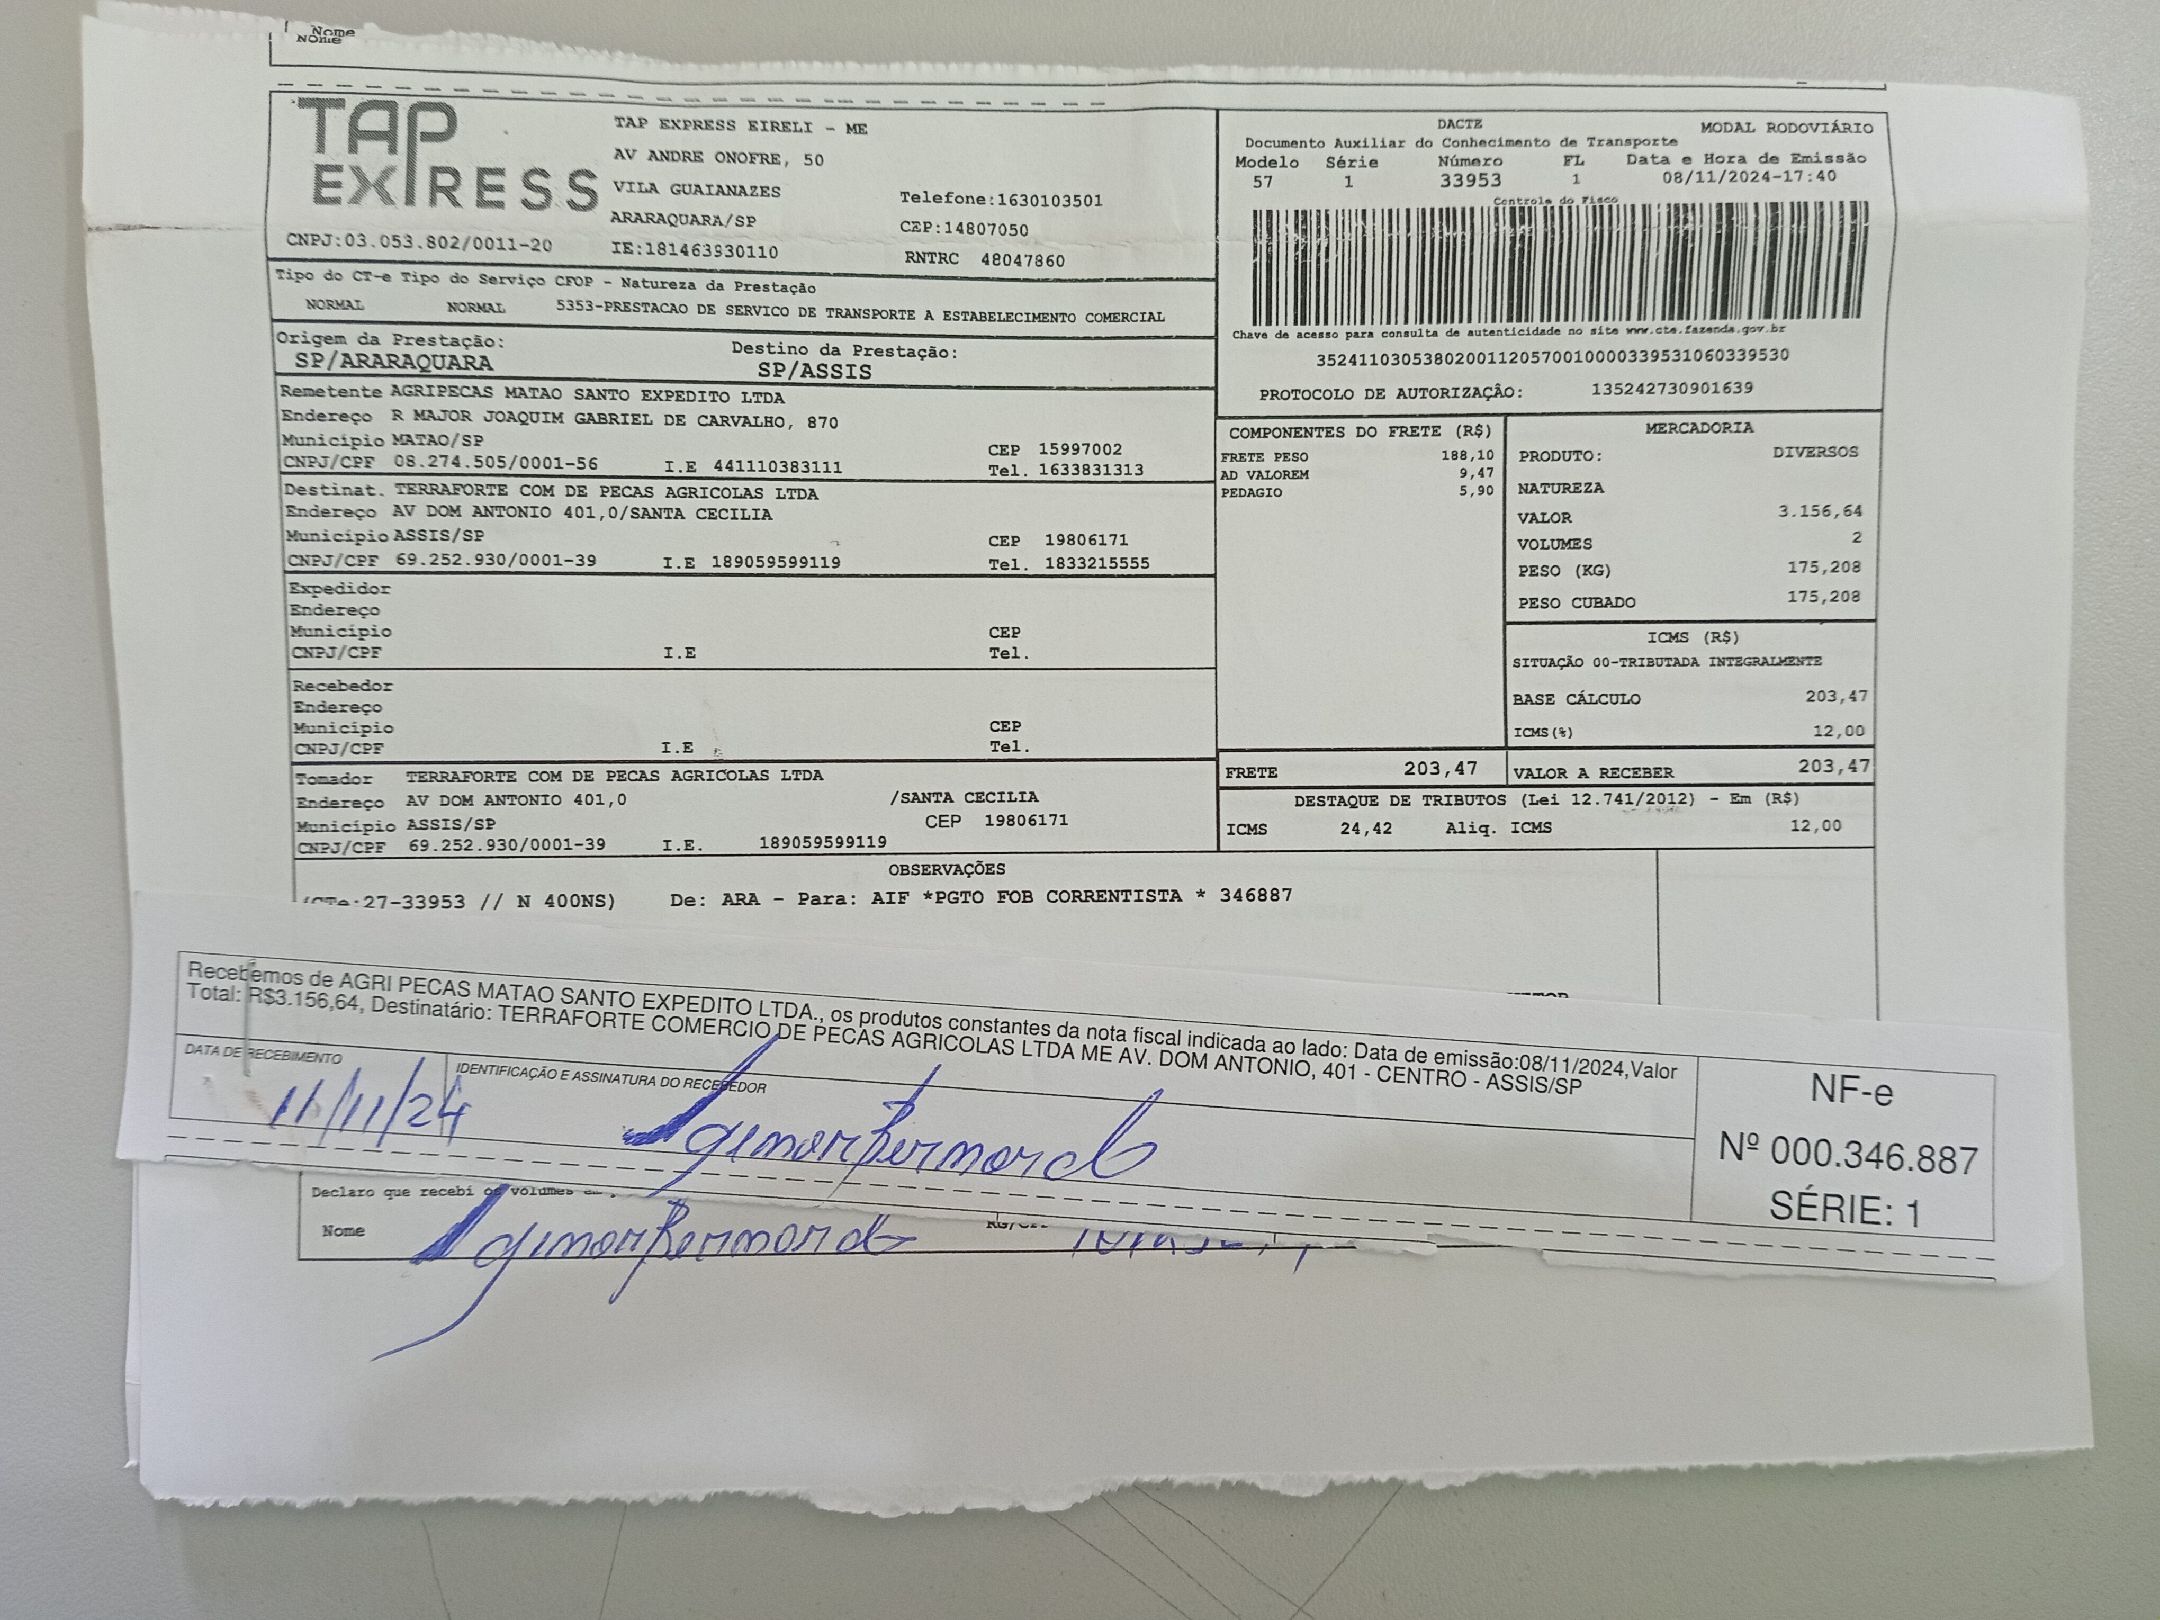 Nome
TAP EXPRESS
TAP EXPRESS EIRELI - ME
AV ANDRE ONOFRE, 50
VILA GUAIANAZES Telefone:1630103501
ARARAQUARA/SP CEP:14807050
CNPJ:03.053.802/0011-20 IE:181463930110 RNTRC 48047860
DACTE MODAL RODOVIÁRIO
Documento Auxiliar do Conhecimento de Transporte
Modelo Série Número FL Data e Hora de Emissão
57 1 33953 1 08/11/2024-17:40
Controle do Fisco
Tipo do CT-e Tipo do Serviço CFOP - Natureza da Prestação
NORMAL NORMAL 5353-PRESTACAO DE SERVICO DE TRANSPORTE A ESTABELECIMENTO COMERCIAL
Chave de acesso para consulta de autenticidade no site www.cte.fazenda.gov.br
35241103053802001120570010000339531060339530
PROTOCOLO DE AUTORIZAÇÂO: 135242730901639
Origem da Prestação: Destino da Prestação:
SP/ARARAQUARA SP/ASSIS
Remetente AGRIPECAS MATAO SANTO EXPEDITO LTDA
Endereço R MAJOR JOAQUIM GABRIEL DE CARVALHO, 870
Município MATAO/SP CEP 15997002
CNPJ/CPF 08.274.505/0001-56 I.E 441110383111 Tel. 1633831313
Destinat. TERRAFORTE COM DE PECAS AGRICOLAS LTDA
Endereço AV DOM ANTONIO 401,0/SANTA CECILIA
Município ASSIS/SP CEP 19806171
CNPJ/CPF 69.252.930/0001-39 I.E 189059599119 Tel. 1833215555
Expedidor
Endereço
Município CEP
CNPJ/CPF I.E Tel.
Recebedor
Endereço
Município CEP
CNPJ/CPF I.E Tel.
Tomador TERRAFORTE COM DE PECAS AGRICOLAS LTDA
Endereço AV DOM ANTONIO 401,0 /SANTA CECILIA
Município ASSIS/SP CEP 19806171
CNPJ/CPF 69.252.930/0001-39 I.E. 189059599119
COMPONENTES DO FRETE (R$)
FRETE PESO 188,10
AD VALOREM 9,47
PEDAGIO 5,90
MERCADORIA
PRODUTO: DIVERSOS
NATUREZA
VALOR 3.156,64
VOLUMES 2
PESO (KG) 175,208
PESO CUBADO 175,208
ICMS (R$)
SITUAÇÃO 00-TRIBUTADA INTEGRALMENTE
BASE CÁLCULO 203,47
ICMS(%) 12,00
FRETE 203,47 VALOR A RECEBER 203,47
DESTAQUE DE TRIBUTOS (Lei 12.741/2012) - Em (R$)
ICMS 24,42 Aliq. ICMS 12,00
OBSERVAÇÕES
(CTe:27-33953 // N 400NS) De: ARA - Para: AIF *PGTO FOB CORRENTISTA * 346887
Recebemos de AGRI PECAS MATAO SANTO EXPEDITO LTDA., os produtos constantes da nota fiscal indicada ao lado: Data de emissão:08/11/2024,Valor
Total: R$3.156,64, Destinatário: TERRAFORTE COMERCIO DE PECAS AGRICOLAS LTDA ME AV. DOM ANTONIO, 401 - CENTRO - ASSIS/SP
DATA DE RECEBIMENTO IDENTIFICAÇÃO E ASSINATURA DO RECEBEDOR
11/11/24
NF-e
Nº 000.346.887
SÉRIE: 1
Declaro que recebi os volumes
Nome